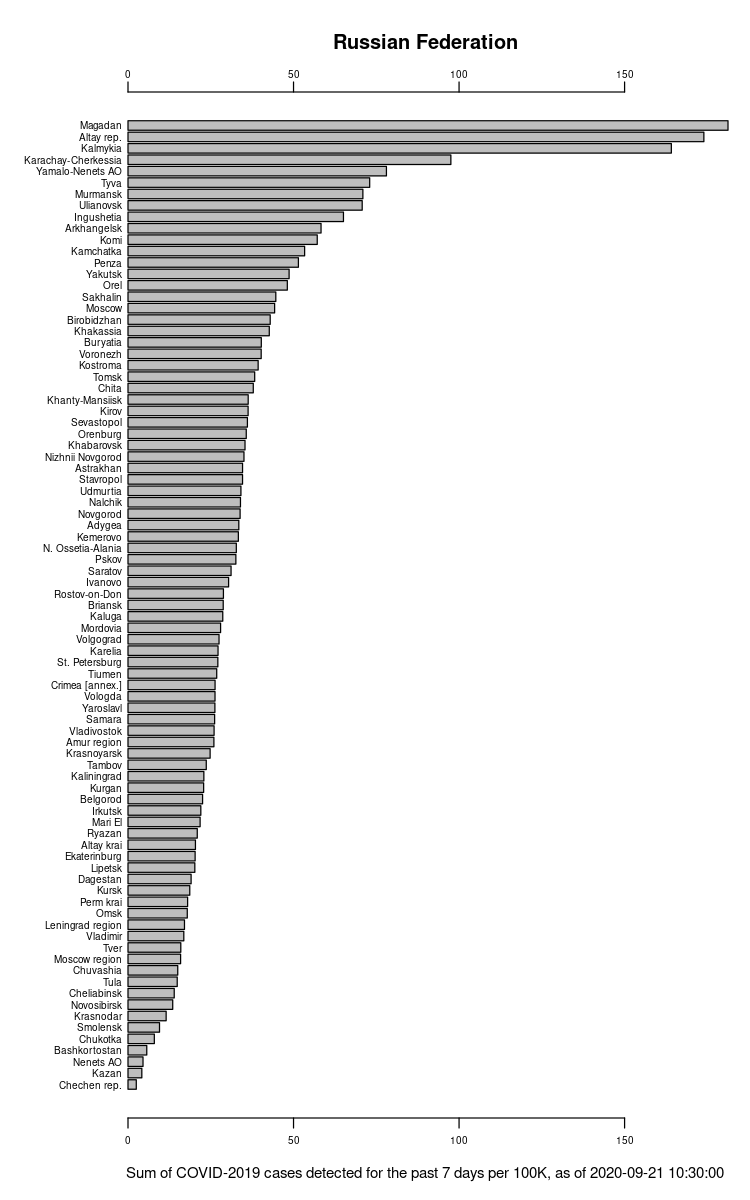 Russian Federation
0 50 100 150
Magadan
Altay rep.
Kalmykia
Karachay-Cherkessia
Yamalo-Nenets AO
Tyva
Murmansk
Ulianovsk
Ingushetia
Arkhangelsk
Komi
Kamchatka
Penza
Yakutsk
Orel
Sakhalin
Moscow
Birobidzhan
Khakassia
Buryatia
Voronezh
Kostroma
Tomsk
Chita
Khanty-Mansiisk
Kirov
Sevastopol
Orenburg
Khabarovsk
Nizhnii Novgorod
Astrakhan
Stavropol
Udmurtia
Nalchik
Novgorod
Adygea
Kemerovo
N. Ossetia-Alania
Pskov
Saratov
Ivanovo
Rostov-on-Don
Briansk
Kaluga
Mordovia
Volgograd
Karelia
St. Petersburg
Tiumen
Crimea [annex.]
Vologda
Yaroslavl
Samara
Vladivostok
Amur region
Krasnoyarsk
Tambov
Kaliningrad
Kurgan
Belgorod
Irkutsk
Mari El
Ryazan
Altay krai
Ekaterinburg
Lipetsk
Dagestan
Kursk
Perm krai
Omsk
Leningrad region
Vladimir
Tver
Moscow region
Chuvashia
Tula
Cheliabinsk
Novosibirsk
Krasnodar
Smolensk
Chukotka
Bashkortostan
Nenets AO
Kazan
Chechen rep.
0 50 100 150
Sum of COVID-2019 cases detected for the past 7 days per 100K, as of 2020-09-21 10:30:00